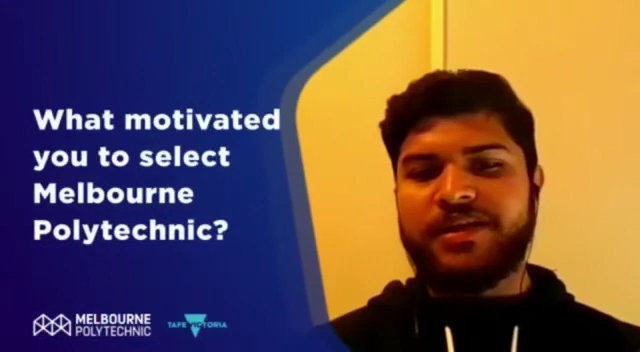 What motivated
you to select
Melbourne
Polytechnic?
MELBOURNE
POLYTECHNIC
TAFE VICTORIA